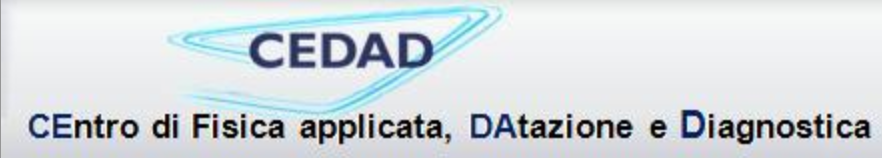 CEDAD
CEntro di Fisica applicata, DAtazione e Diagnostica